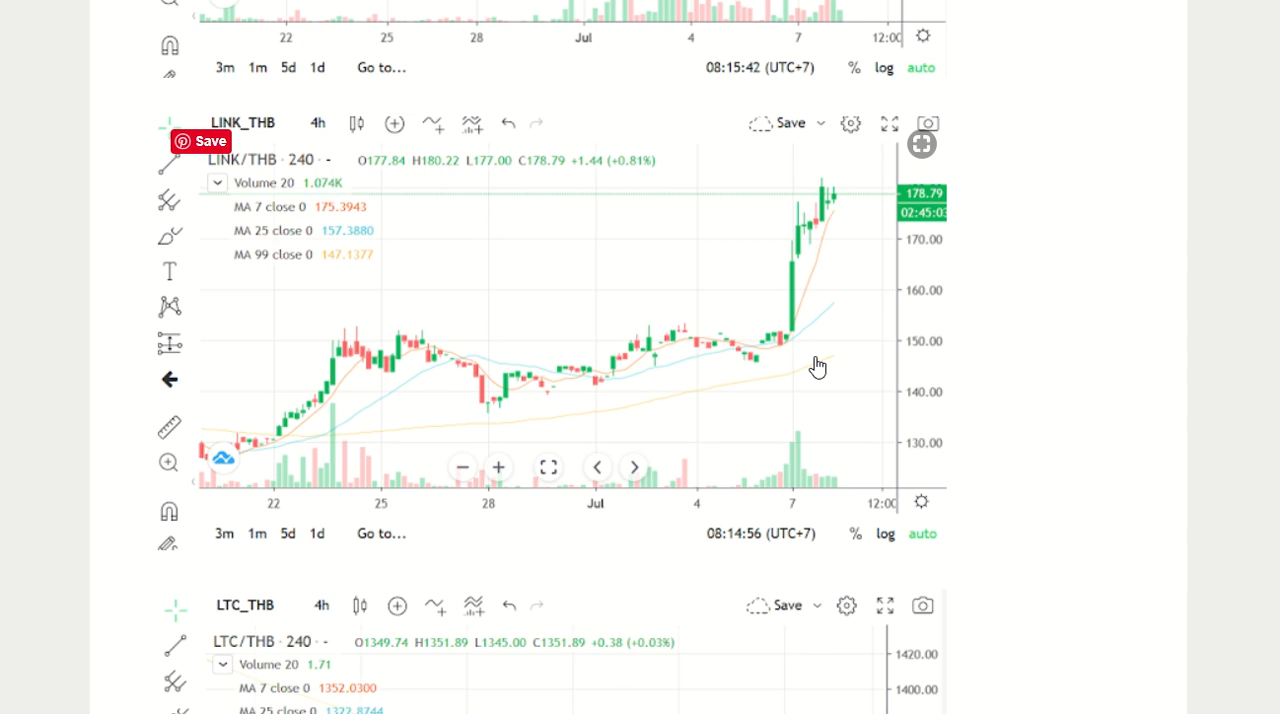 22 25 28 Jul 4 7 12:00
3m 1m 5d 1d Go to... 08:15:42 (UTC+7) % log auto
LINK_THB 4h Save
Save
LINK/THB · 240 · - O177.84 H180.22 L177.00 C178.79 +1.44 (+0.81%)
Volume 20 1.074K
178.79
MA 7 close 0 175.3943
02:45:03
MA 25 close 0 157.3880
170.00
MA 99 close 0 147.1377
160.00
150.00
140.00
130.00
22 25 28 Jul 4 7 12:00
3m 1m 5d 1d Go to... 08:14:56 (UTC+7) % log auto
LTC_THB 4h Save
LTC/THB · 240 · - O1349.74 H1351.89 L1345.00 C1351.89 +0.38 (+0.03%)
1420.00
Volume 20 1.71
MA 7 close 0 1352.0300
1400.00
MA 25 close 0 1322.8744